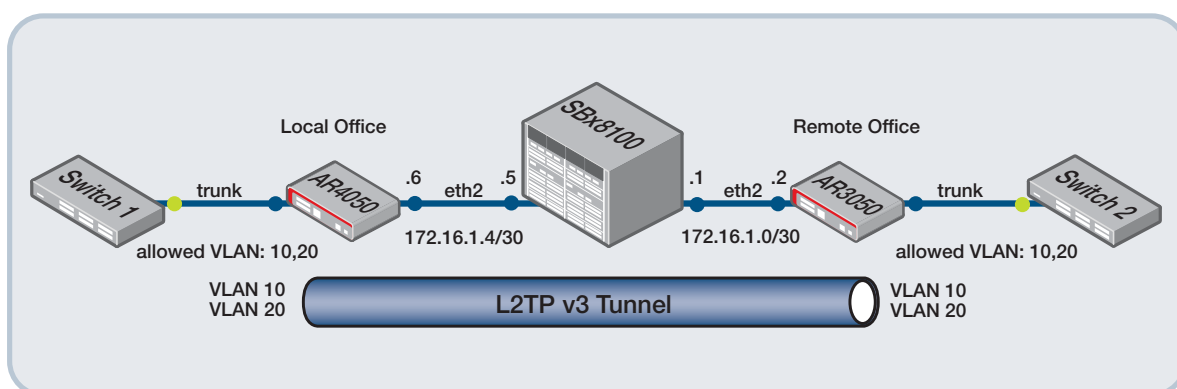 Local Office
SBx8100
Remote Office
Switch 1
trunk
AR4050
.6
eth2
.5
.1
eth2
.2
AR3050
trunk
Switch 2
allowed VLAN: 10,20
172.16.1.4/30
172.16.1.0/30
allowed VLAN: 10,20
VLAN 10
VLAN 20
L2TP v3 Tunnel
VLAN 10
VLAN 20